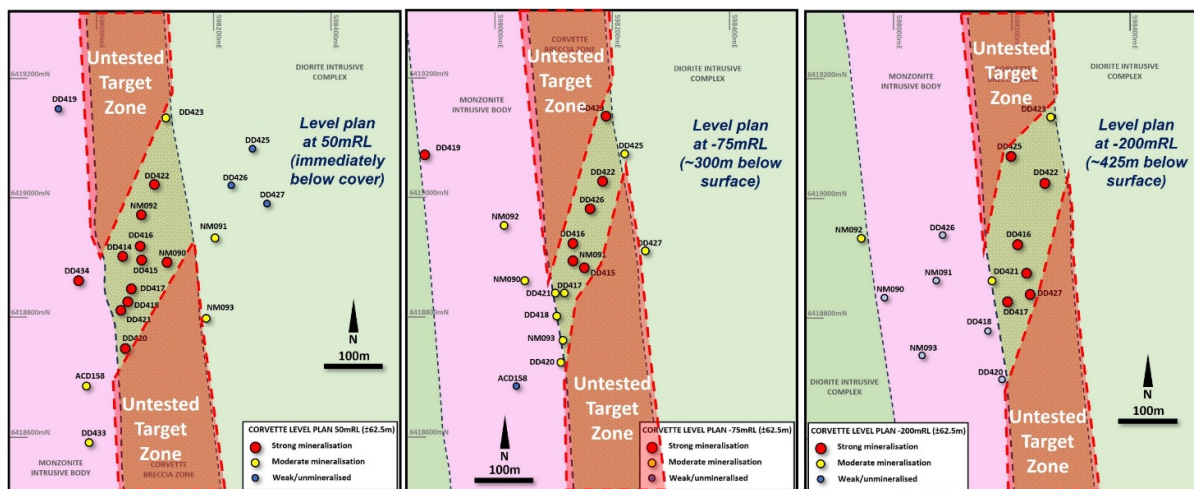 598200mE
598400mE
6419200mN
Untested
Target
Zone
DIORITE INTRUSIVE
COMPLEX
DD419
DD423
Level plan
at 50mRL
(immediately
below cover)
DD425
DD422
DD426
DD427
6419000mN
NM092
NM091
DD416
DD414
NM090
DD415
DD434
DD417
DD418
NM093
6418800mN
DD421
DD420
N
100m
ACD158
Untested
Target
Zone
DD433
6418600mN
MONZONITE
INTRUSIVE BODY
CORVETTE
BRECCIA ZONE
CORVETTE LEVEL PLAN 50mRL (±62.5m)
Strong mineralisation
Moderate mineralisation
Weak/unmineralised
598000mE
598200mE
598400mE
CORVETTE
BRECCIA ZONE
Untested
Target
Zone
DIORITE INTRUSIVE
COMPLEX
6419200mN
MONZONITE
INTRUSIVE BODY
DD423
Level plan
at -75mRL
(~300m below
surface)
DD419
DD425
DD422
6419000mN
DD426
NM092
DD416
DD427
NM091
DD415
NM090
DD417
DD421
6418800mN
DD418
NM093
DD420
ACD158
N
100m
Untested
Target
Zone
6418600mN
CORVETTE LEVEL PLAN -75mRL (±62.5m)
Strong mineralisation
Moderate mineralisation
Weak/unmineralised
598000mE
598200mE
598400mE
Untested
Target
Zone
DIORITE INTRUSIVE
COMPLEX
6419200mN
MONZONITE
INTRUSIVE BODY
DD423
Level plan
at -200mRL
(~425m below
surface)
DD425
DD422
6419000mN
NM092
DD426
DD416
NM091
DD421
NM090
DD427
DD417
6418800mN
DD418
NM093
DD420
DIORITE INTRUSIVE
COMPLEX
N
100m
Untested
Target
Zone
6418600mN
CORVETTE LEVEL PLAN -200mRL (±62.5m)
Strong mineralisation
Moderate mineralisation
Weak/unmineralised